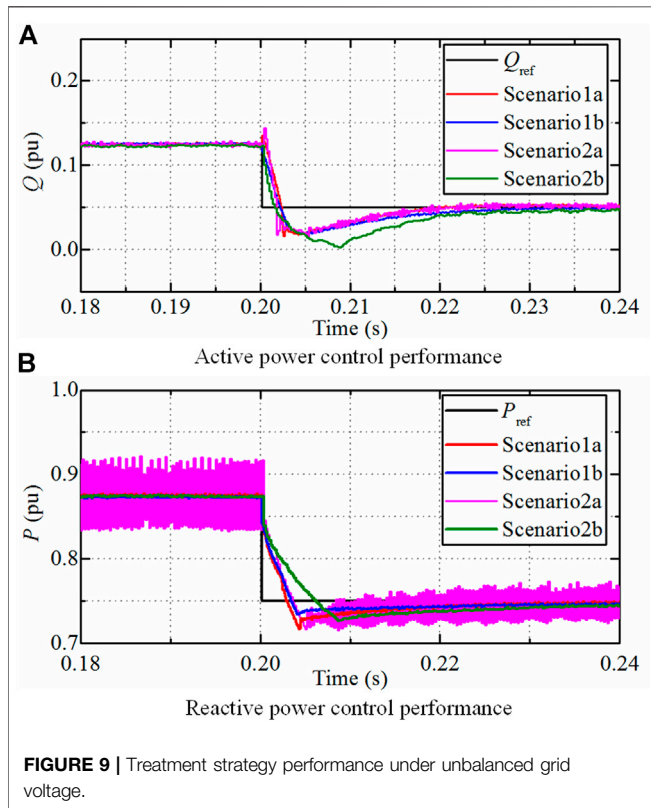 A
0.2
0.1
0.0
Q (pu)
Q_ref
Scenario1a
Scenario1b
Scenario2a
Scenario2b
0.18 0.19 0.20 0.21 0.22 0.23 0.24
Time (s)
Active power control performance
B
1.0
0.9
0.8
0.7
P (pu)
P_ref
Scenario1a
Scenario1b
Scenario2a
Scenario2b
0.18 0.20 0.22 0.24
Time (s)
Reactive power control performance
FIGURE 9 | Treatment strategy performance under unbalanced grid
voltage.